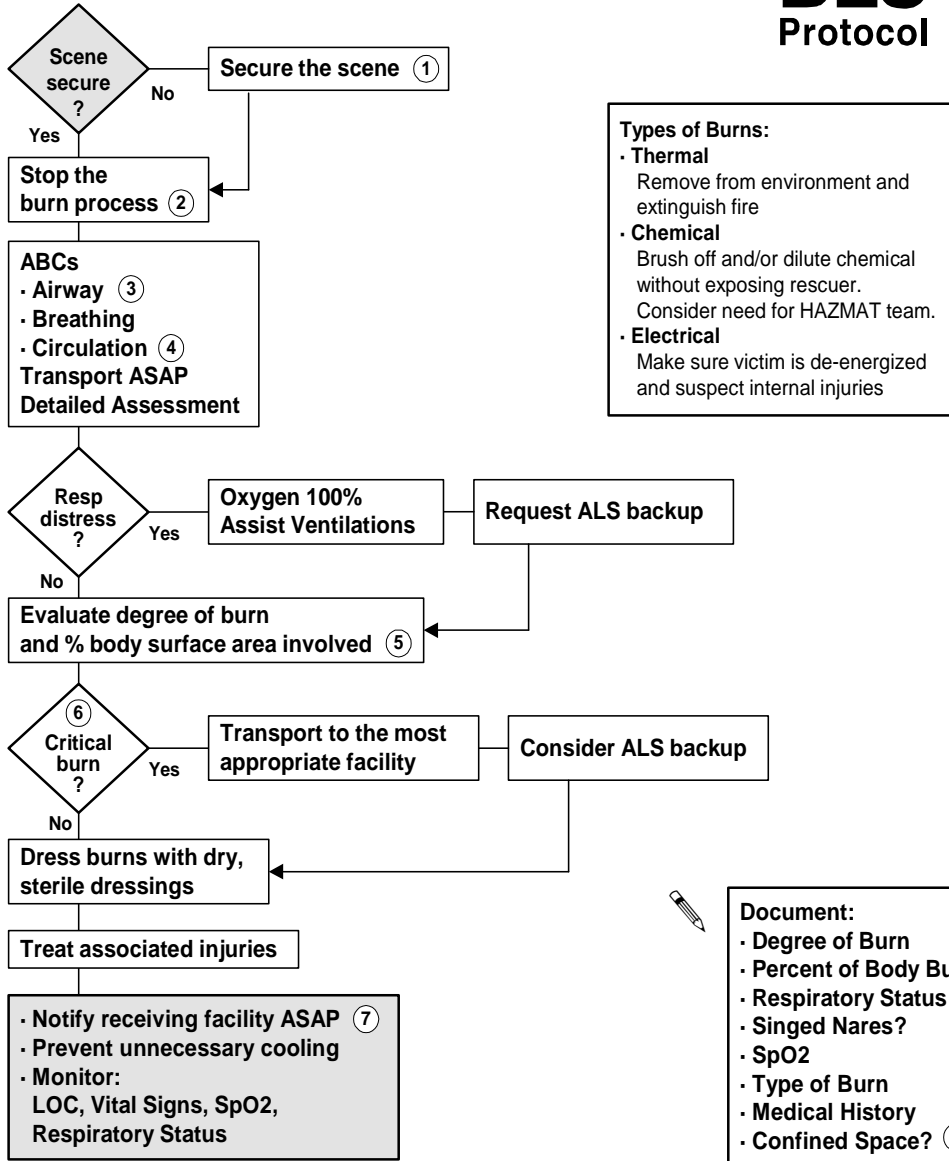 Protocol
Scene
secure
?
No
Yes
Secure the scene ①
Stop the
burn process ②
ABCs
· Airway ③
· Breathing
· Circulation ④
Transport ASAP
Detailed Assessment
Types of Burns:
· Thermal
Remove from environment and
extinguish fire
· Chemical
Brush off and/or dilute chemical
without exposing rescuer.
Consider need for HAZMAT team.
· Electrical
Make sure victim is de-energized
and suspect internal injuries
Resp
distress
?
Yes
No
Oxygen 100%
Assist Ventilations
Request ALS backup
Evaluate degree of burn
and % body surface area involved ⑤
⑥
Critical
burn
?
Yes
No
Transport to the most
appropriate facility
Consider ALS backup
Dress burns with dry,
sterile dressings
Treat associated injuries
· Notify receiving facility ASAP ⑦
· Prevent unnecessary cooling
· Monitor:
LOC, Vital Signs, SpO2,
Respiratory Status
Document:
· Degree of Burn
· Percent of Body
· Respiratory Status
· Singed Nares?
· SpO2
· Type of Burn
· Medical History
· Confined Space?